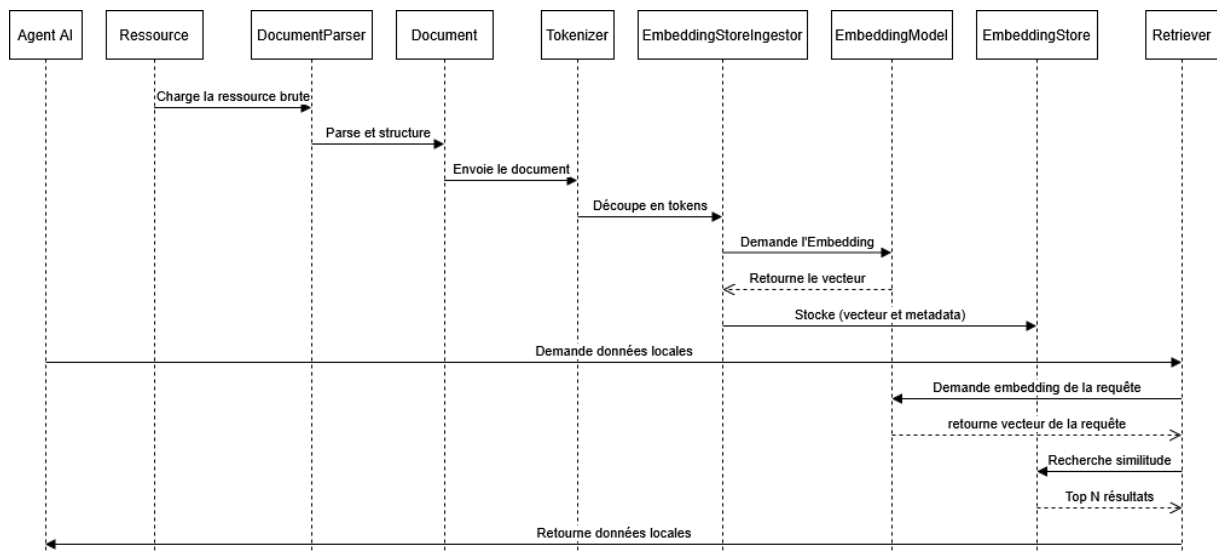 Agent AI
Ressource
DocumentParser
Document
Tokenizer
EmbeddingStoreIngestor
EmbeddingModel
EmbeddingStore
Retriever
Charge la ressource brute
Parse et structure
Envoie le document
Découpe en tokens
Demande l'Embedding
Retourne le vecteur
Stocke (vecteur et metadata)
Demande données locales
Demande embedding de la requête
retourne vecteur de la requête
Recherche similitude
Top N résultats
Retourne données locales